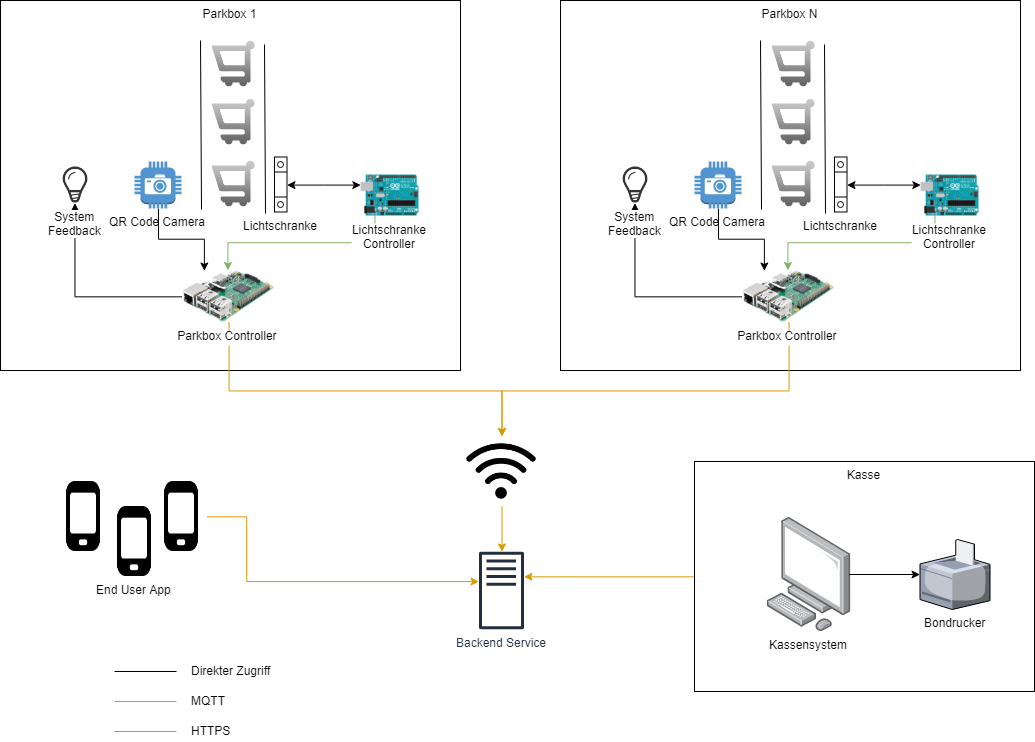 Parkbox 1
Parkbox N
System
Feedback
QR Code Camera
Lichtschranke
Lichtschranke
Controller
Parkbox Controller
System
Feedback
QR Code Camera
Lichtschranke
Lichtschranke
Controller
Parkbox Controller
Kasse
End User App
Backend Service
Kassensystem
Bondrucker
Direkter Zugriff
MQTT
HTTPS